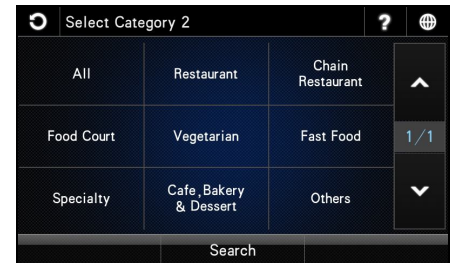 Select Category 2 ?
All
Restaurant
Chain
Restaurant
Food Court
Vegetarian
Fast Food
1/1
Specialty
Cafe,Bakery
& Dessert
Others
Search